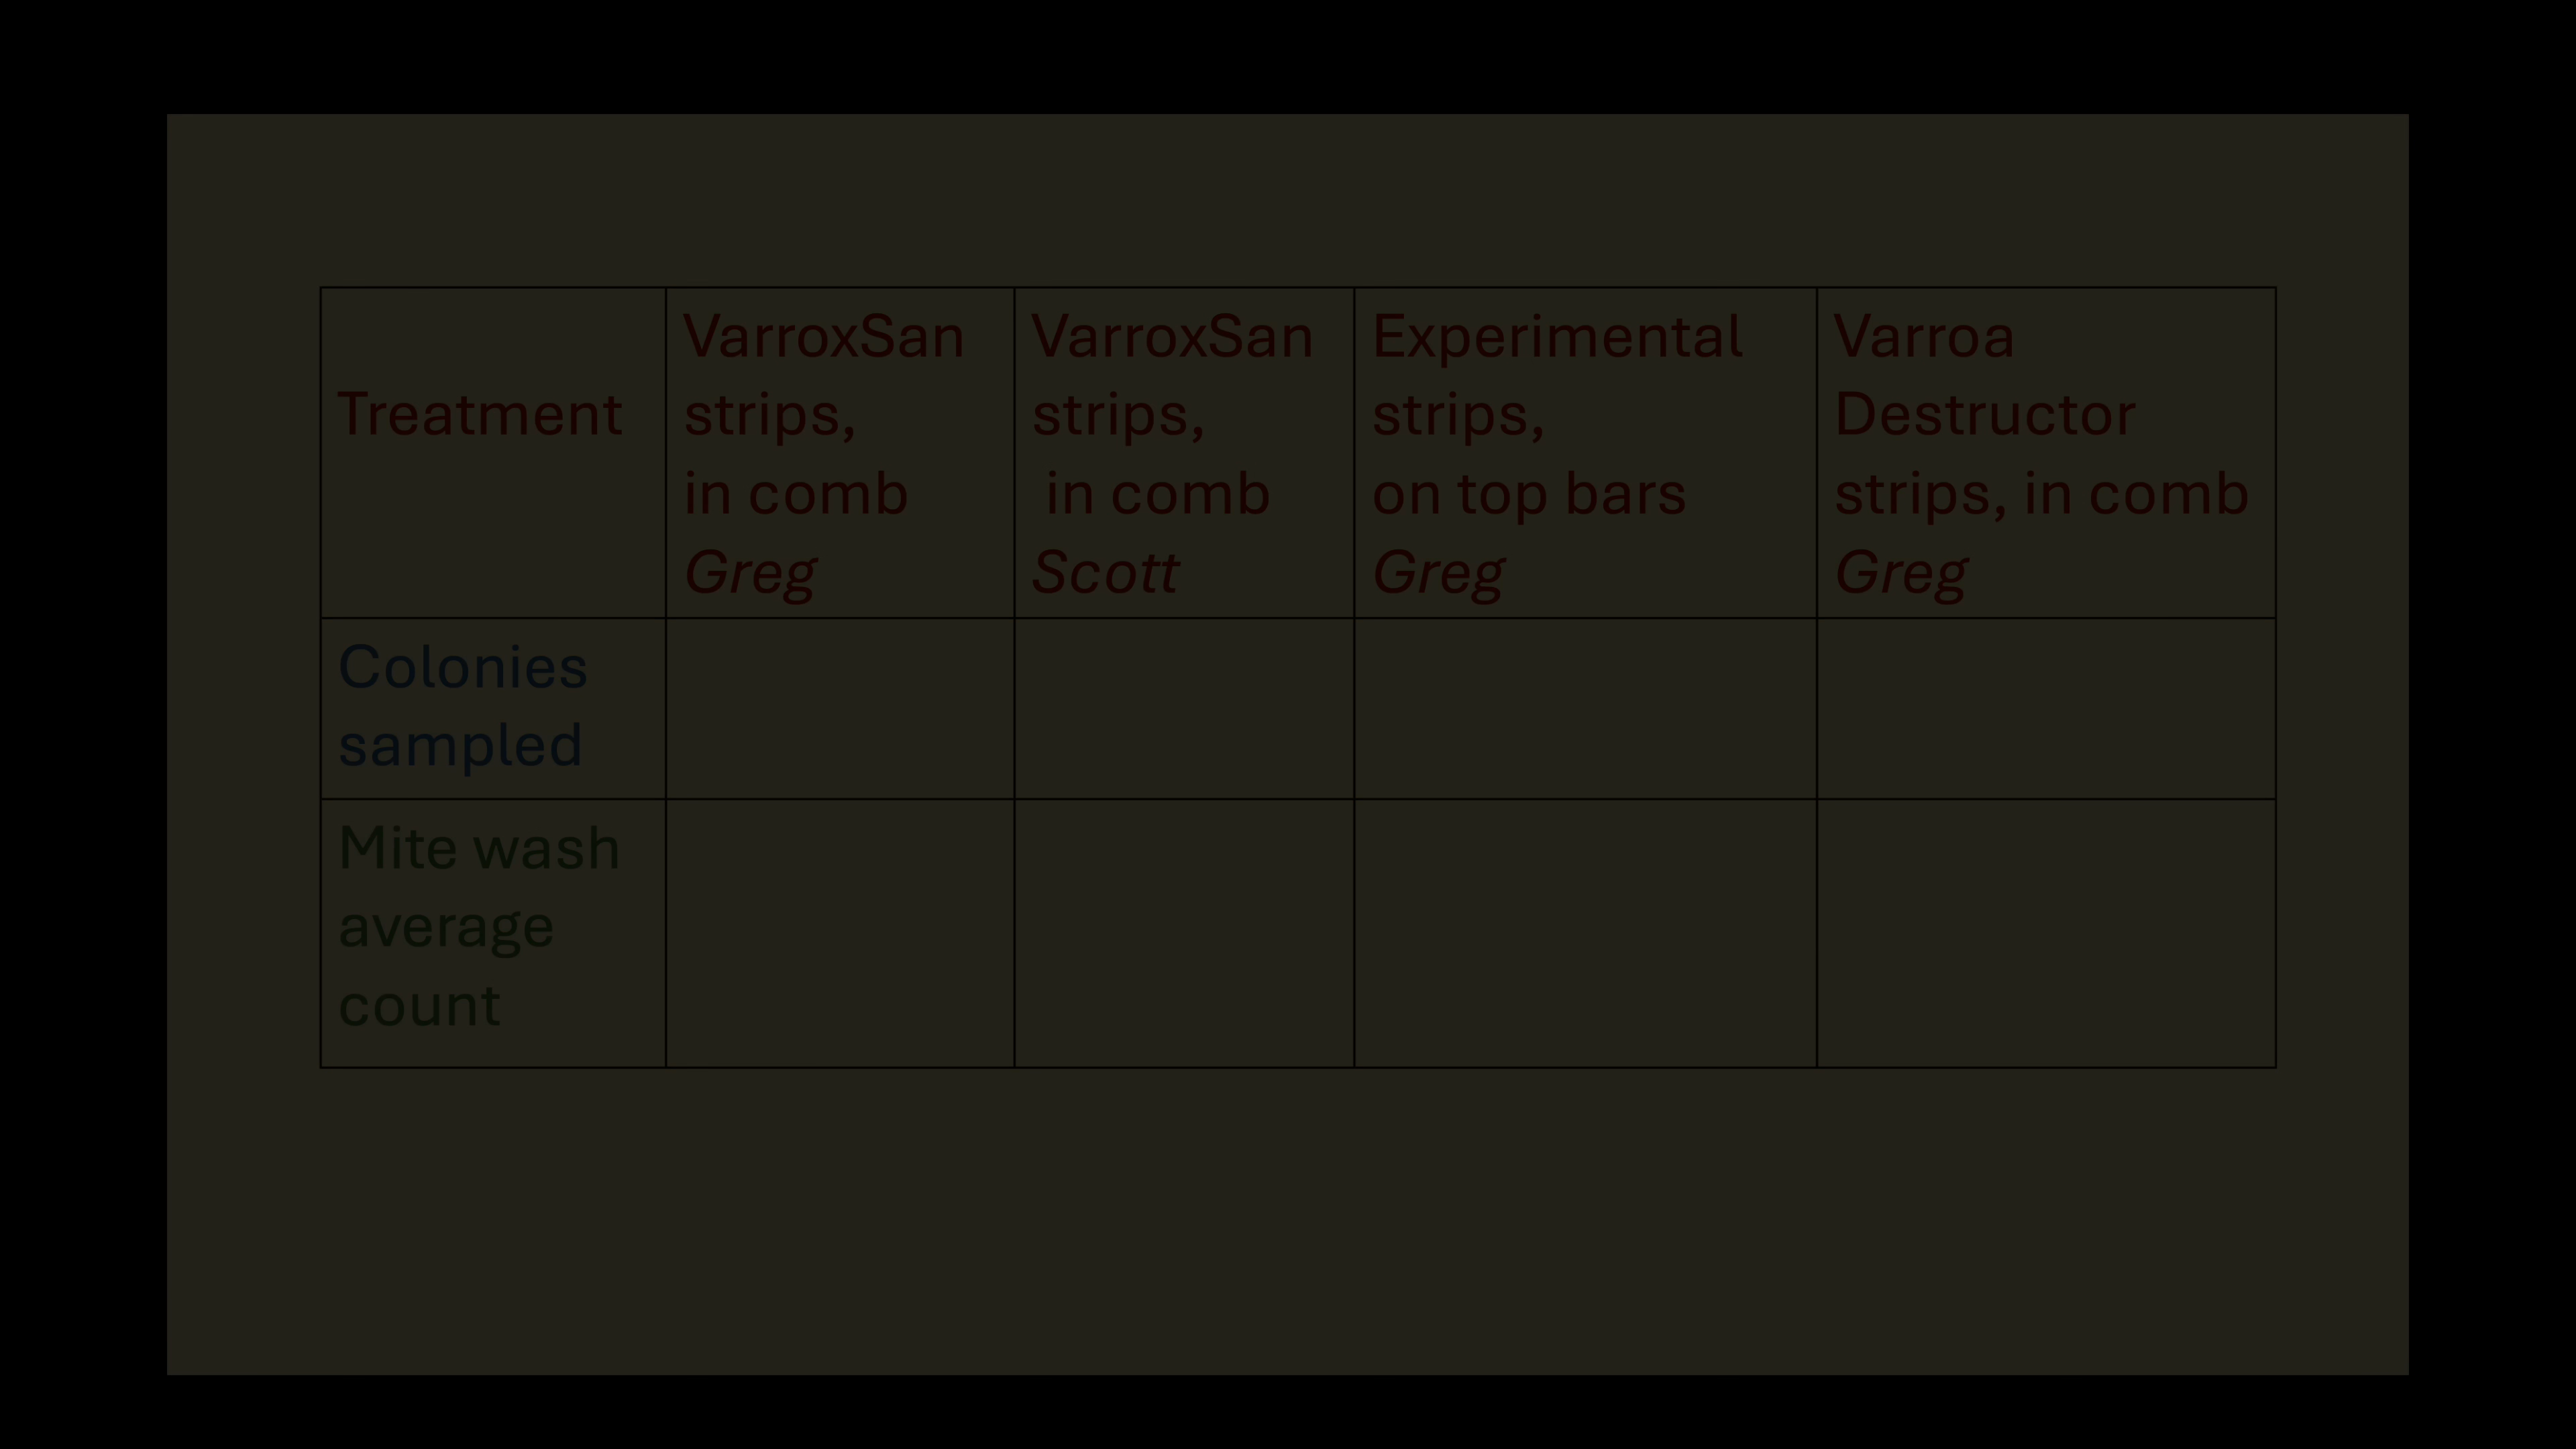 Treatment
VarroxSan
strips,
in comb
Greg
VarroxSan
strips,
in comb
Scott
Experimental
strips,
on top bars
Greg
Varroa
Destructor
strips, in comb
Greg
Colonies
sampled
Mite wash
average
count